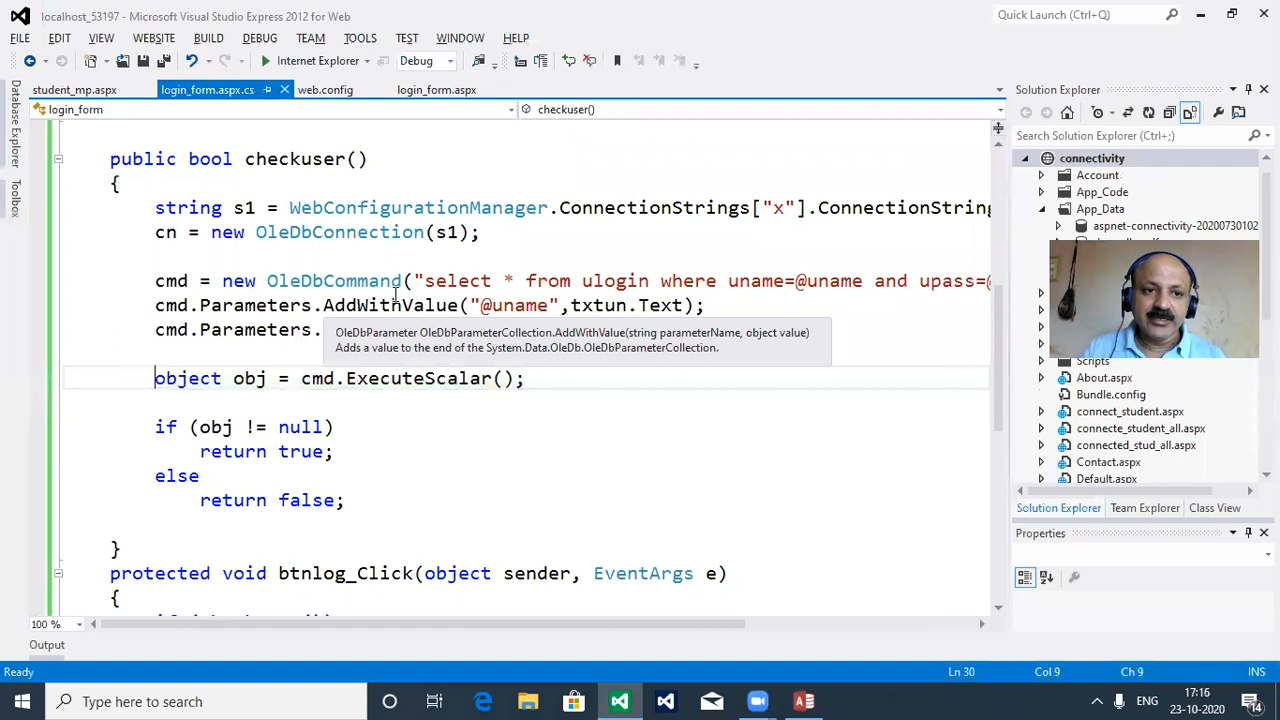 localhost_53197 - Microsoft Visual Studio Express 2012 for Web
Quick Launch (Ctrl+Q)
FILE EDIT VIEW WEBSITE BUILD DEBUG TEAM TOOLS TEST WINDOW HELP
Internet Explorer Debug
student_mp.aspx login_form.aspx.cs web.config login_form.aspx
login_form checkuser()
Database Explorer
Toolbox
public bool checkuser()
{
string s1 = WebConfigurationManager.ConnectionStrings["x"].ConnectionString
cn = new OleDbConnection(s1);
cmd = new OleDbCommand("select * from ulogin where uname=@uname and upass=@
cmd.Parameters.AddWithValue("@uname",txtun.Text);
cmd.Parameters.
OleDbParameter OleDbParameterCollection.AddWithValue(string parameterName, object value)
Adds a value to the end of the System.Data.OleDb.OleDbParameterCollection.
object obj = cmd.ExecuteScalar();
if (obj != null)
return true;
else
return false;
}
protected void btnlog_Click(object sender, EventArgs e)
{
100 %
Output
Solution Explorer
Search Solution Explorer (Ctrl+;)
connectivity
Account
App_Code
App_Data
aspnet-connectivity-20200730102
Scripts
About.aspx
Bundle.config
connect_student.aspx
connecte_student_all.aspx
connected_stud_all.aspx
Contact.aspx
Default.aspx
Solution Explorer Team Explorer Class View
Properties
Ready Ln 30 Col 9 Ch 9 INS
Type here to search
ENG
17:16
23-10-2020
14